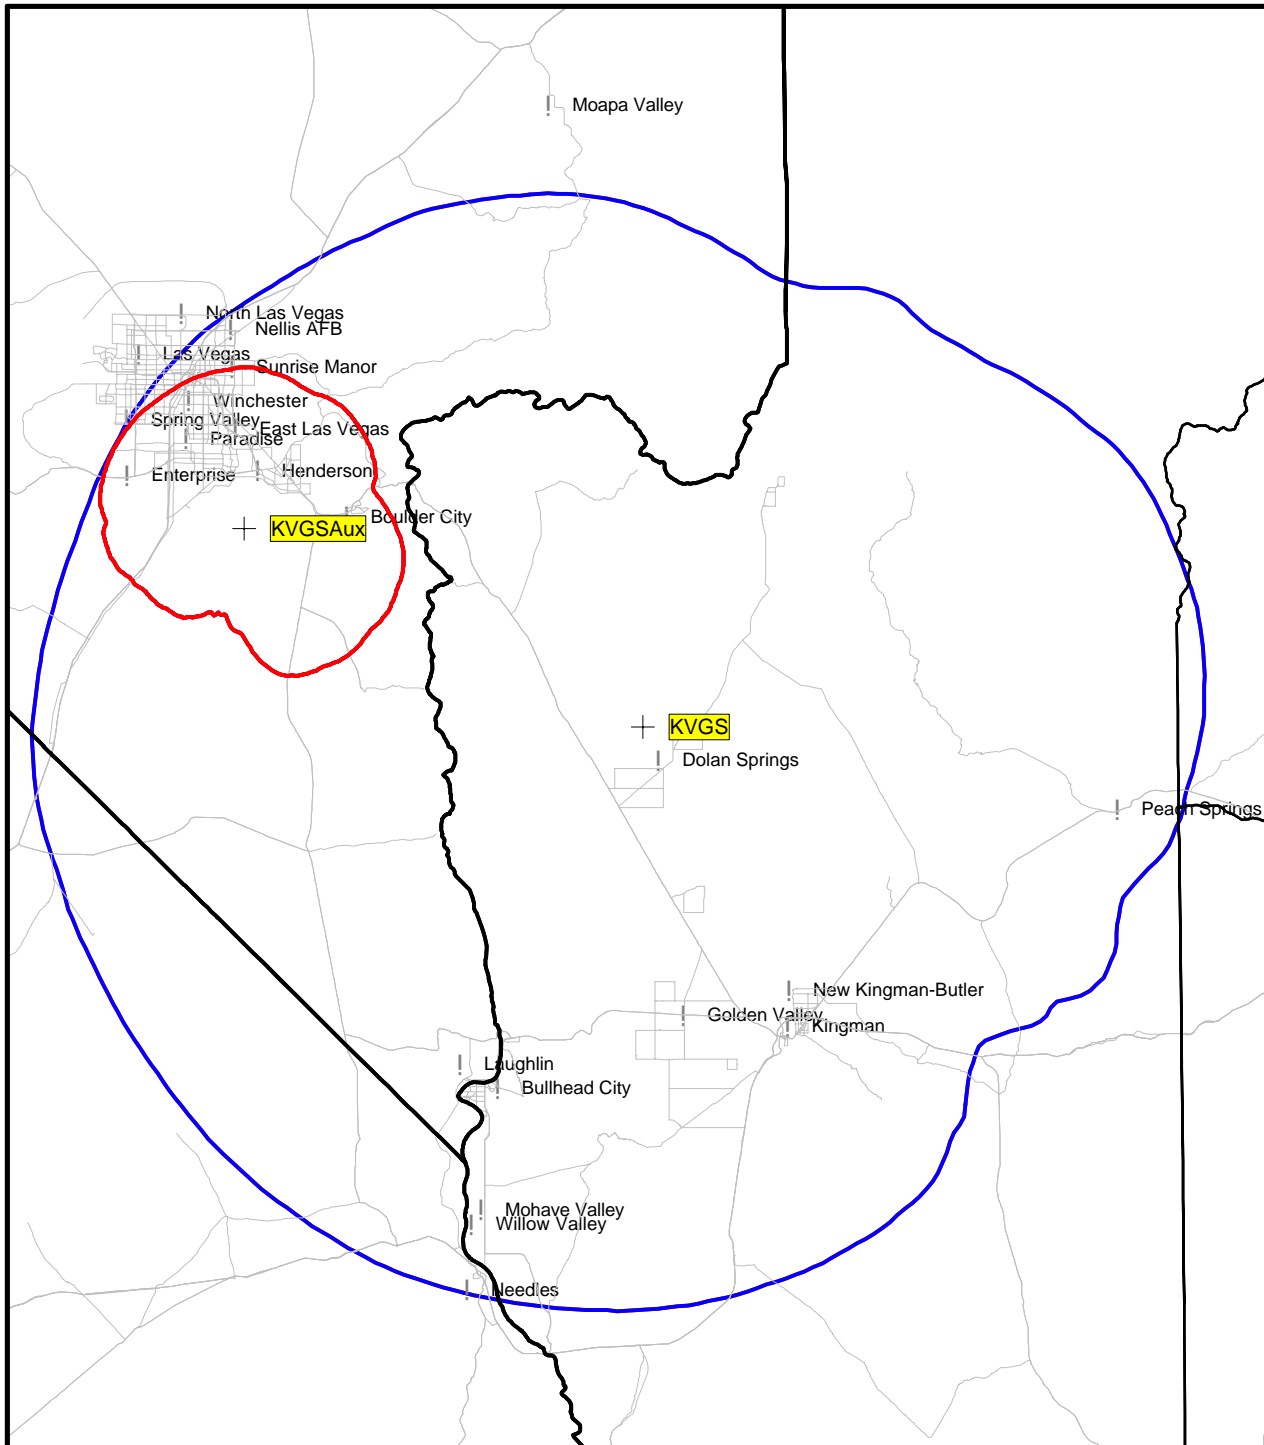 Moapa Valley
North Las Vegas
Nellis AFB
Las Vegas
Sunrise Manor
Winchester
Spring Valley
East Las Vegas
Paradise
Enterprise
Henderson
Boulder City
KVGSAux
KVGS
Dolan Springs
Peach Springs
New Kingman-Butler
Golden Valley
Kingman
Laughlin
Bullhead City
Mohave Valley
Willow Valley
Needles